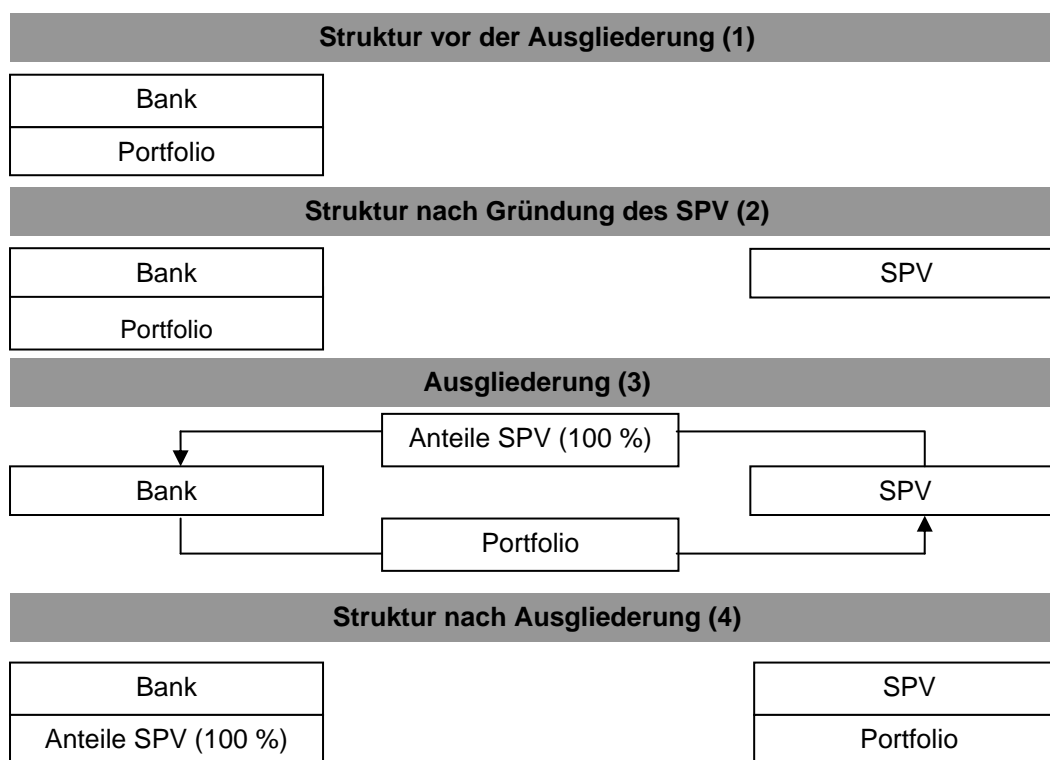 Struktur vor der Ausgliederung (1)
Bank
Portfolio
Struktur nach Gründung des SPV (2)
Bank
SPV
Portfolio
Ausgliederung (3)
Anteile SPV (100 %)
Bank
SPV
Portfolio
Struktur nach Ausgliederung (4)
Bank
SPV
Anteile SPV (100 %)
Portfolio